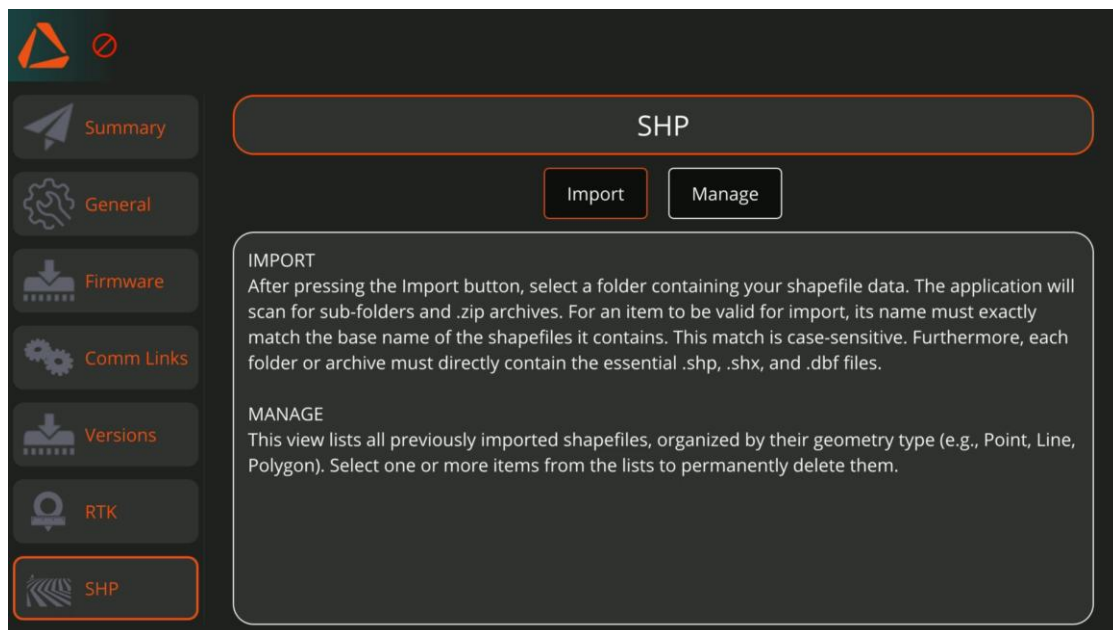 Summary
General
Firmware
Comm Links
Versions
RTK
SHP
SHP
Import
Manage
IMPORT
After pressing the Import button, select a folder containing your shapefile data. The application will
scan for sub-folders and .zip archives. For an item to be valid for import, its name must exactly
match the base name of the shapefiles it contains. This match is case-sensitive. Furthermore, each
folder or archive must directly contain the essential .shp, .shx, and .dbf files.
MANAGE
This view lists all previously imported shapefiles, organized by their geometry type (e.g., Point, Line,
Polygon). Select one or more items from the lists to permanently delete them.